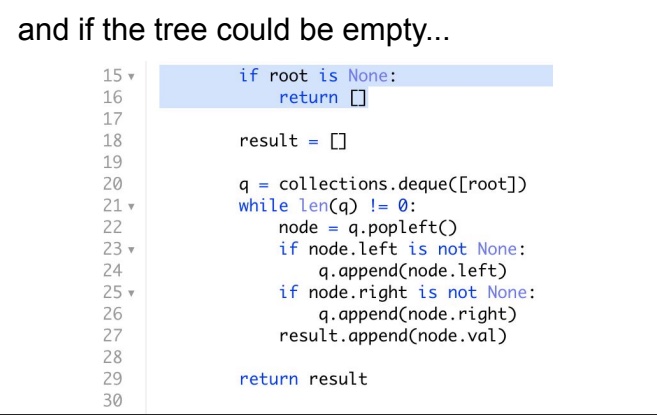 and if the tree could be empty...
15 if root is None:
16 return []
17
18 result = []
19
20 q = collections.deque([root])
21 while len(q) != 0:
22 node = q.popleft()
23 if node.left is not None:
24 q.append(node.left)
25 if node.right is not None:
26 q.append(node.right)
27 result.append(node.val)
28
29 return result
30